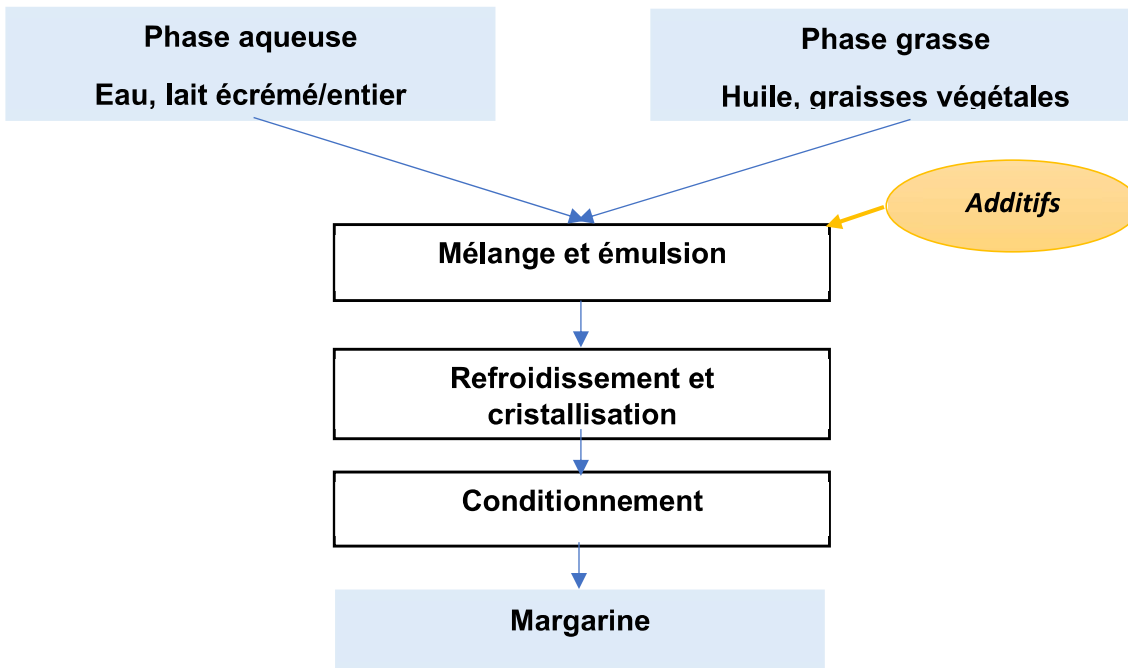 Phase aqueuse
Eau, lait écrémé/entier
Phase grasse
Huile, graisses végétales
Additifs
Mélange et émulsion
Refroidissement et
cristallisation
Conditionnement
Margarine